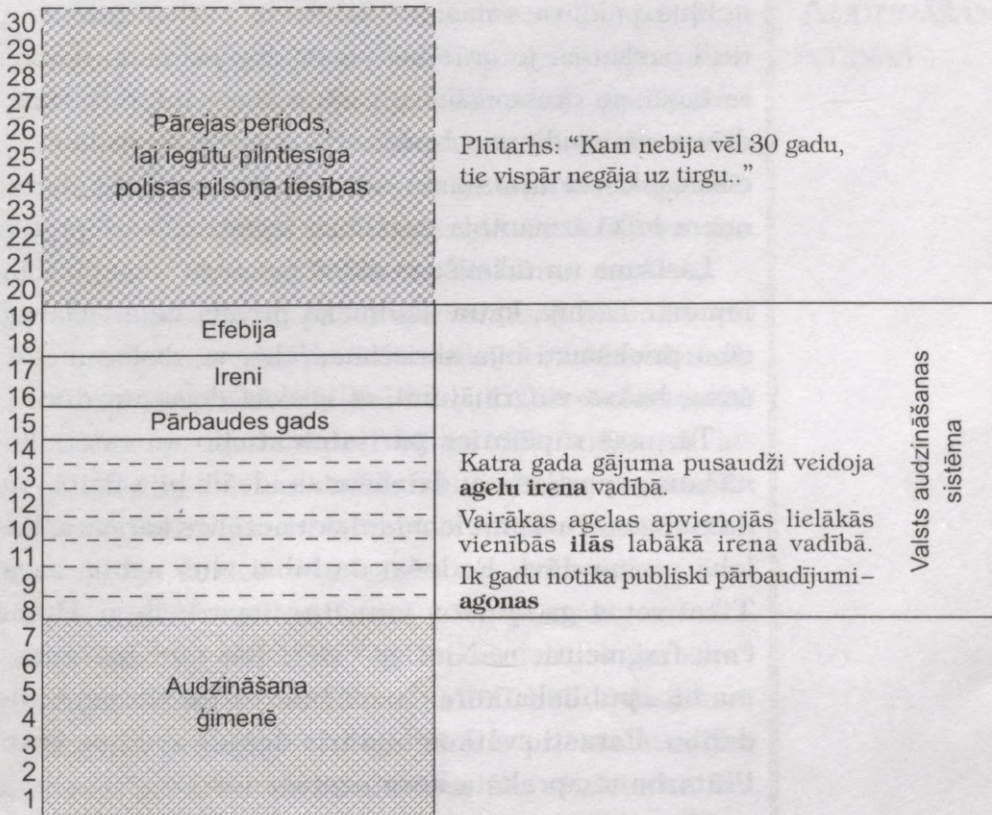 30
29
28
27
26
25
24
23
22
21
20
Pārejas periods,
lai iegūtu pilntiesīga
polisas pilsoņa tiesības
Plūtarhs: “Kam nebija vēl 30 gadu,
tie vispār negāja uz tirgu..”
19
18
17
16
Efebija
Ireni
15
Pārbaudes gads
14
13
12
11
10
9
8
Katra gada gājuma pusaudži veidoja
agelu irena vadībā.
Vairākas agelas apvienojās lielākās
vienībās ilās labākā irena vadībā.
Ik gadu notika publiski pārbaudījumi–
agonas
Valsts audzināšanas
sistēma
7
6
5
4
3
2
1
Audzināšana
ģimenē